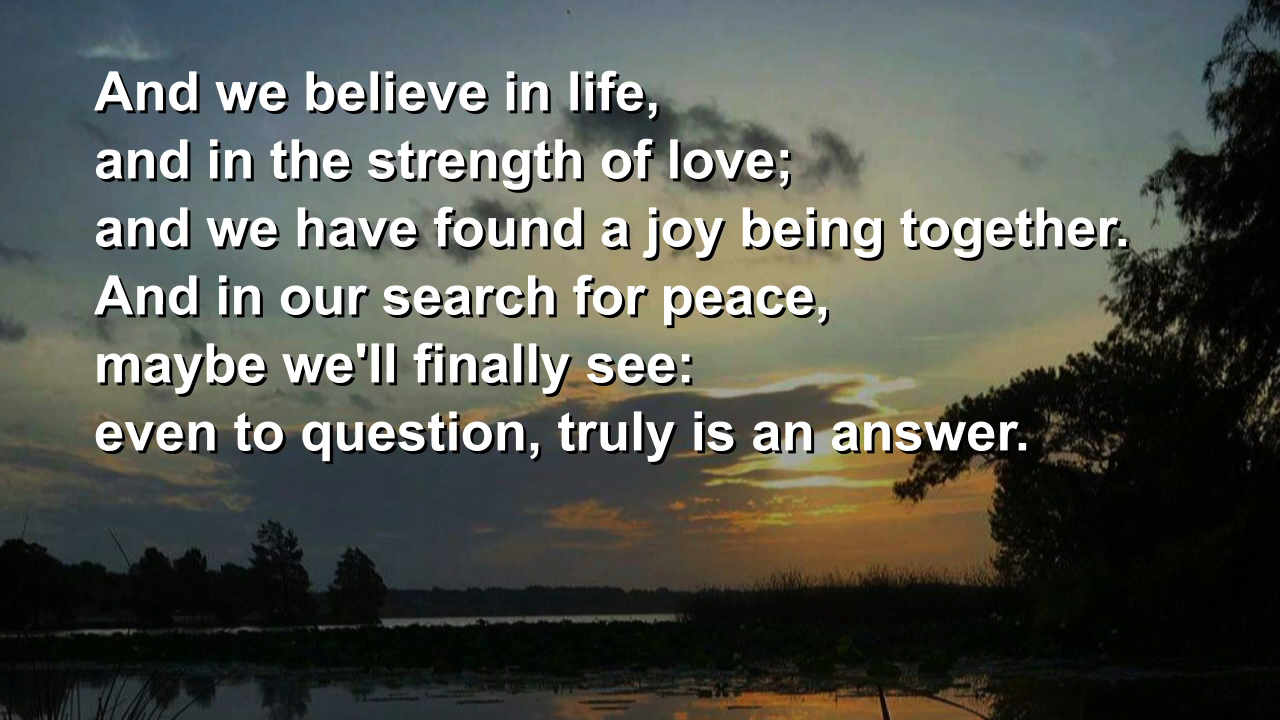 And we believe in life,
and in the strength of love;
and we have found a joy being together.
And in our search for peace,
maybe we'll finally see:
even to question, truly is an answer.